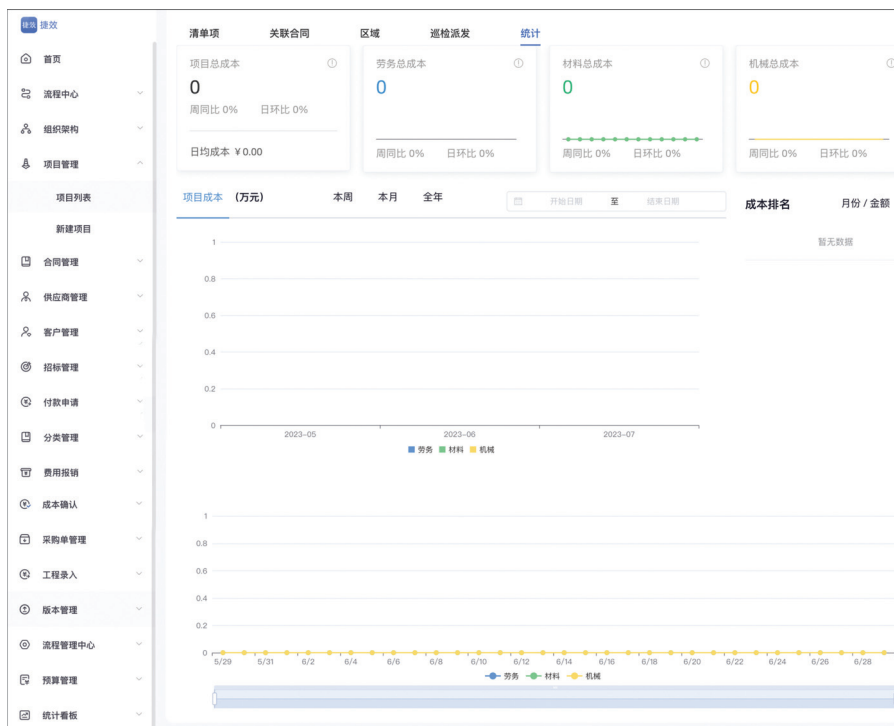 捷效 捷效
首页
流程中心
组织架构
项目管理
项目列表
新建项目
合同管理
供应商管理
客户管理
招标管理
付款申请
分类管理
费用报销
成本确认
采购单管理
工程录入
版本管理
流程管理中心
预算管理
统计看板
清单项 关联合同 区域 巡检派发 统计
项目总成本
0
周同比 0% 日环比 0%
日均成本 ¥0.00
劳务总成本
0
周同比 0% 日环比 0%
材料总成本
0
周同比 0% 日环比 0%
机械总成本
0
周同比 0% 日环比 0%
项目成本 (万元) 本周 本月 全年 开始日期 至 结束日期
成本排名 月份 / 金额
暂无数据
1
0.8
0.6
0.4
0.2
0
2023-05 2023-06 2023-07
劳务 材料 机械
1
0.8
0.6
0.4
0.2
0
5/29 5/31 6/2 6/4 6/6 6/8 6/10 6/12 6/14 6/16 6/18 6/20 6/22 6/24 6/26 6/28
劳务 材料 机械